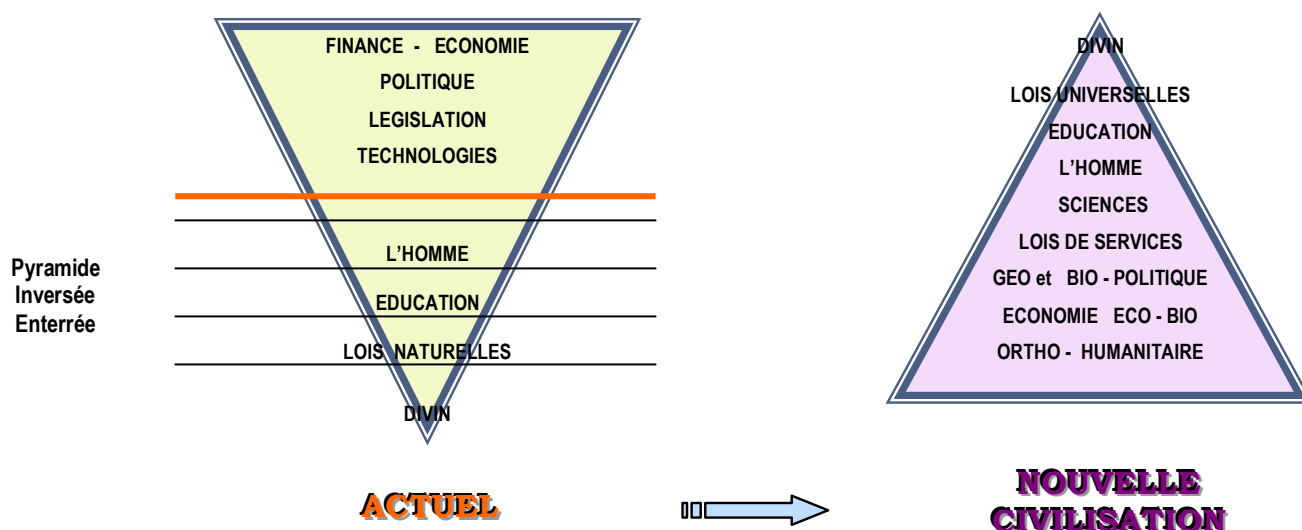 FINANCE - ECONOMIE
POLITIQUE
LEGISLATION
TECHNOLOGIES
L'HOMME
EDUCATION
LOIS NATURELLES
DIVIN
Pyramide
Inversée
Enterrée
ACTUEL
DIVIN
LOIS UNIVERSELLES
EDUCATION
L'HOMME
SCIENCES
LOIS DE SERVICES
GEO et BIO - POLITIQUE
ECONOMIE ECO - BIO
ORTHO - HUMANITAIRE
NOUVELLE
CIVILISATION